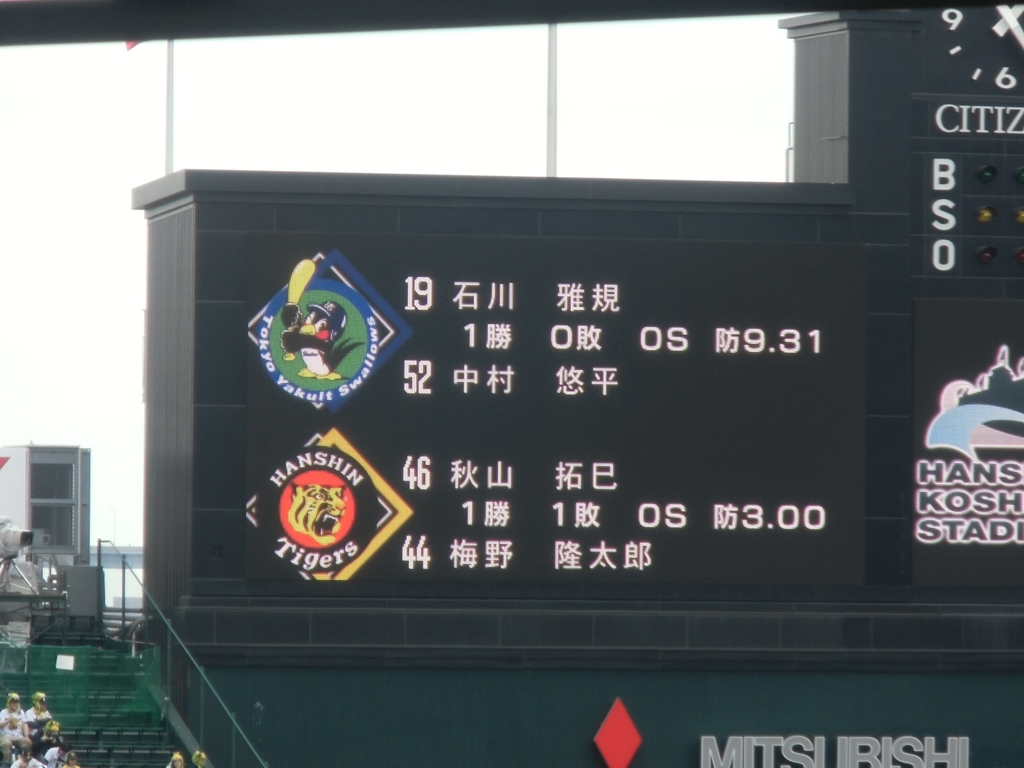 9
6
CITIZ
B
S
O
Tokyo Yakult Swallows
19 石川 雅規
1勝 0敗 0S 防9.31
52 中村 悠平
HANSHIN
Tigers
46 秋山 拓巳
1勝 1敗 0S 防3.00
44 梅野 隆太郎
HANS
KOSH
STADI
MITSUBISHI